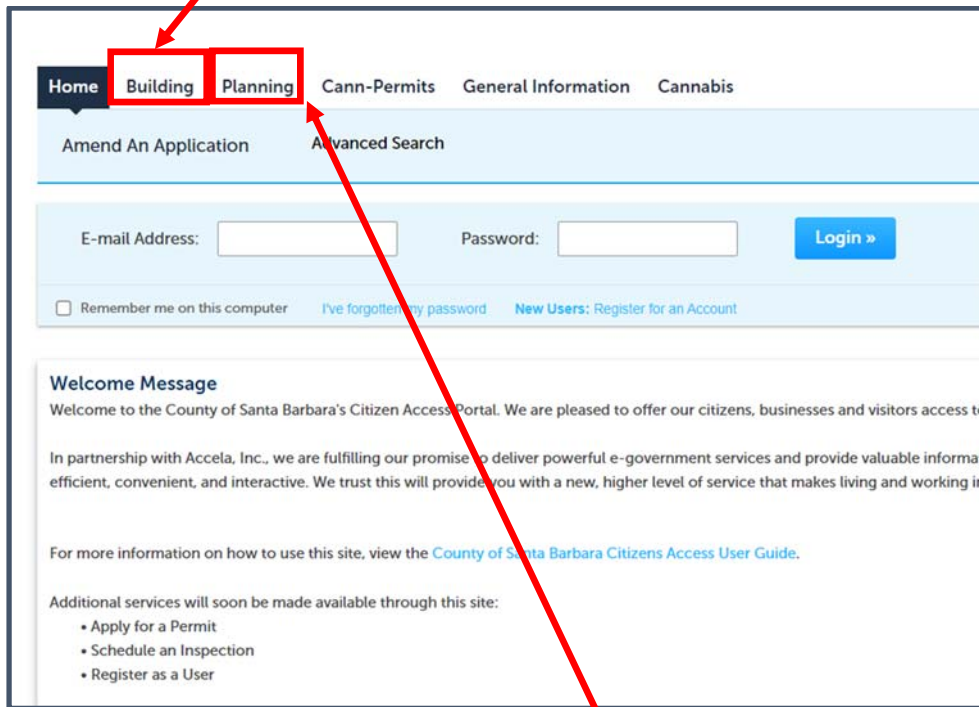 Home Building Planning Cann-Permits General Information Cannabis
Amend An Application Advanced Search
E-mail Address: Password: Login »
Remember me on this computer I've forgotten my password New Users: Register for an Account
Welcome Message
Welcome to the County of Santa Barbara's Citizen Access Portal. We are pleased to offer our citizens, businesses and visitors access
In partnership with Accela, Inc., we are fulfilling our promise to deliver powerful e-government services and provide valuable
efficient, convenient, and interactive. We trust this will provide you with a new, higher level of service that makes living and working
For more information on how to use this site, view the County of Santa Barbara Citizens Access User Guide.
Additional services will soon be made available through this site:
• Apply for a Permit
• Schedule an Inspection
• Register as a User